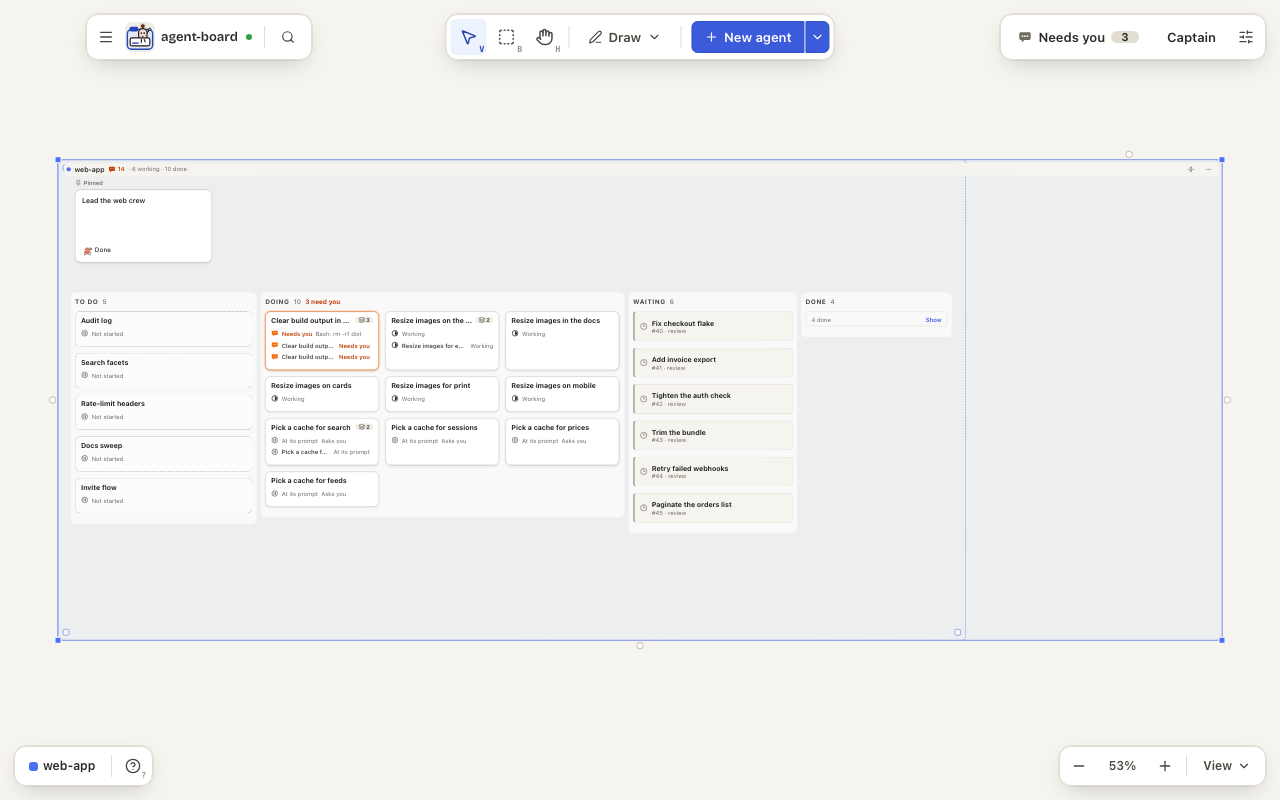 agent-board
V
B
H
Draw
New agent
Needs you 3
Captain
web-app 14 · 6 working · 10 done
Pinned
Lead the web crew
Done
TO DO 5
Audit log
Not started
Search facets
Not started
Rate-limit headers
Not started
Docs sweep
Not started
Invite flow
Not started
DOING 10 3 need you
Clear build output in ... 3
Needs you Bash: rm -rf dist
Clear build outp... Needs you
Clear build outp... Needs you
Resize images on the ... 2
Working
Resize images for e... Working
Resize images in the docs
Working
Resize images on cards
Working
Resize images for print
Working
Resize images on mobile
Working
Pick a cache for search 2
At its prompt Asks you
Pick a cache f... At its prompt
Pick a cache for sessions
At its prompt Asks you
Pick a cache for prices
At its prompt Asks you
Pick a cache for feeds
At its prompt Asks you
WAITING 6
Fix checkout flake
#40 · review
Add invoice export
#41 · review
Tighten the auth check
#42 · review
Trim the bundle
#43 · review
Retry failed webhooks
#44 · review
Paginate the orders list
#45 · review
DONE 4
4 done Show
web-app
?
53%
View